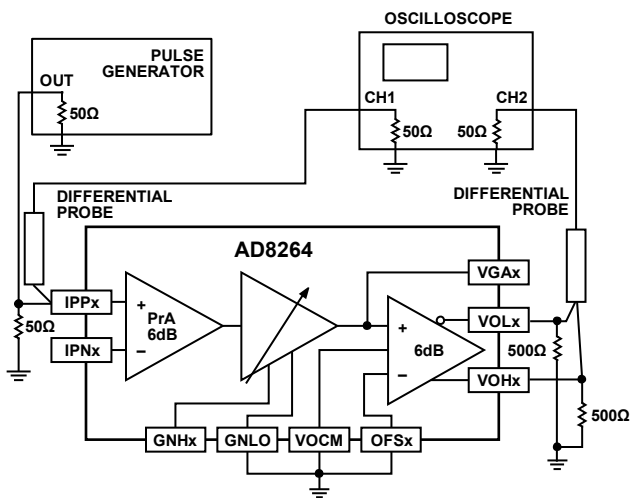 OSCILLOSCOPE
PULSE
GENERATOR
OUT
50Ω
CH1
CH2
50Ω
50Ω
DIFFERENTIAL
PROBE
DIFFERENTIAL
PROBE
AD8264
IPPx
IPNx
50Ω
+
PrA
6dB
–
+
6dB
–
VGAx
VOLx
VOHx
500Ω
500Ω
GNHx
GNLO
VOCM
OFSx